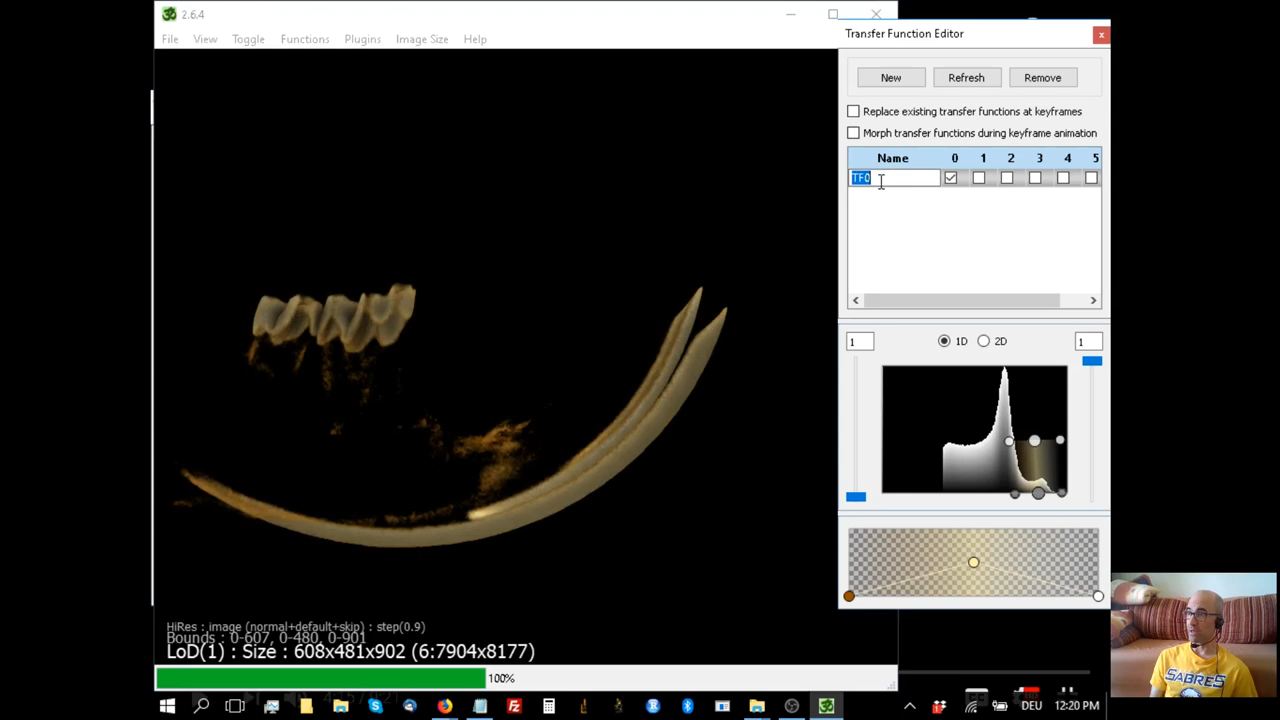 2.6.4
File View Toggle Functions Plugins Image Size Help
Transfer Function Editor
x
New Refresh Remove
Replace existing transfer functions at keyframes
Morph transfer functions during keyframe animation
Name 0 1 2 3 4 5
TF0
1 1D 2D 1
HiRes : image (normal+default+skip) : step(0.9)
Bounds : 0-607, 0-480, 0-901
LoD(1) : Size : 608x481x902 (6:7904x8177)
100%
SABRES
DEU 12:20 PM